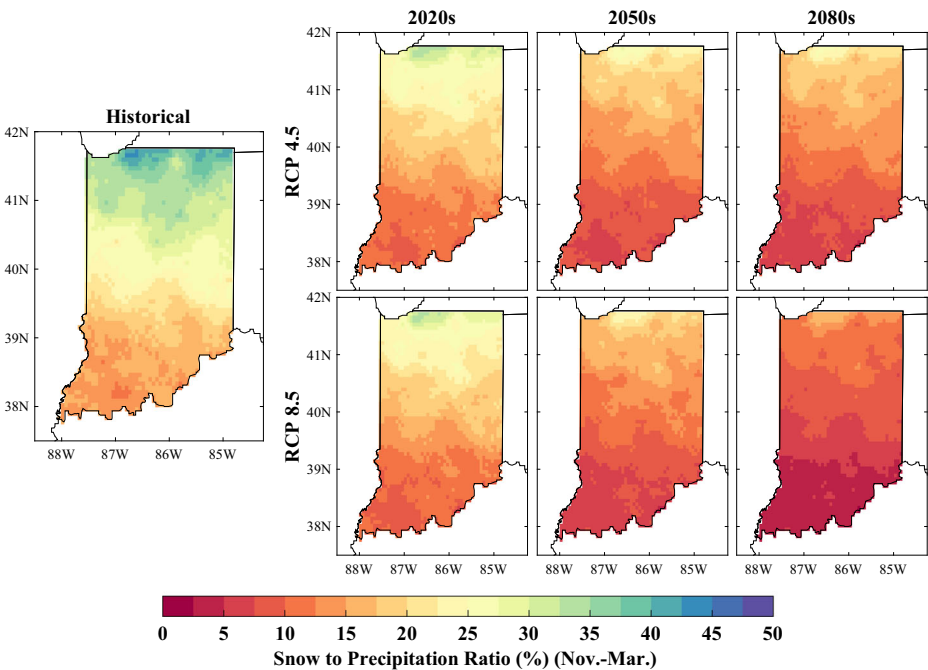 2020s 2050s 2080s
Historical
RCP 4.5
RCP 8.5
42N
41N
40N
39N
38N
88W 87W 86W 85W
42N
41N
40N
39N
38N
42N
41N
40N
39N
38N
88W 87W 86W 85W 88W 87W 86W 85W 88W 87W 86W 85W
0 5 10 15 20 25 30 35 40 45 50
Snow to Precipitation Ratio (%) (Nov.-Mar.)